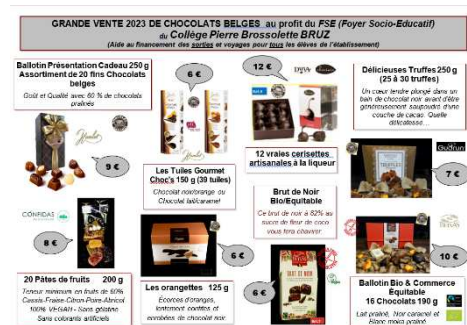 GRANDE VENTE 2023 DE CHOCOLATS BELGES au profit du FSE (Foyer Socio-Educatif)
du Collège Pierre Brossolette BRUZ
(Aide au financement des sorties et voyages pour tous les élèves de l'établissement)
Ballotin Présentation Cadeau 250 g
Assortiment de 20 fins Chocolats
belges
Goût et Qualité avec 60 % de chocolats
pralinés
Hamlet
9 €
6 €
Les Tuiles Gourmet
Choc's 150 g (39 tuiles)
Chocolat noir/orange ou
Chocolat lait/caramel
12 €
12 vraies cerisettes
artisanales à la liqueur
Délicieuses Truffes 250 g
(25 à 30 truffes)
Un cœur tendre plongé dans un
bain de chocolat noir avant d'être
généreusement saupoudré d'une
couche de cacao. Quelle
délicatesse…
TRUFFES
Gudrun
7 €
CONFIDAS
8 €
20 Pâtes de fruits 200 g
Teneur minimum en fruits de 50%
Cassis-Fraise-Citron-Poire-Abricot
100% VEGAN - Sans gélatine
Sans colorants artificiels
6 €
Les orangettes 125 g
Écorces d'oranges,
lentement confites et
enrobées de chocolat noir.
Brut de Noir
Bio/Equitable
Ce brut de noir à 82% au
sucre de fleur de coco
vous fera chavirer
BRUT DE NOIR
6 €
10 €
Ballotin Bio & Commerce
Equitable
16 Chocolats 190 g
Lait praliné, Noir caramel et
Blanc moka praliné